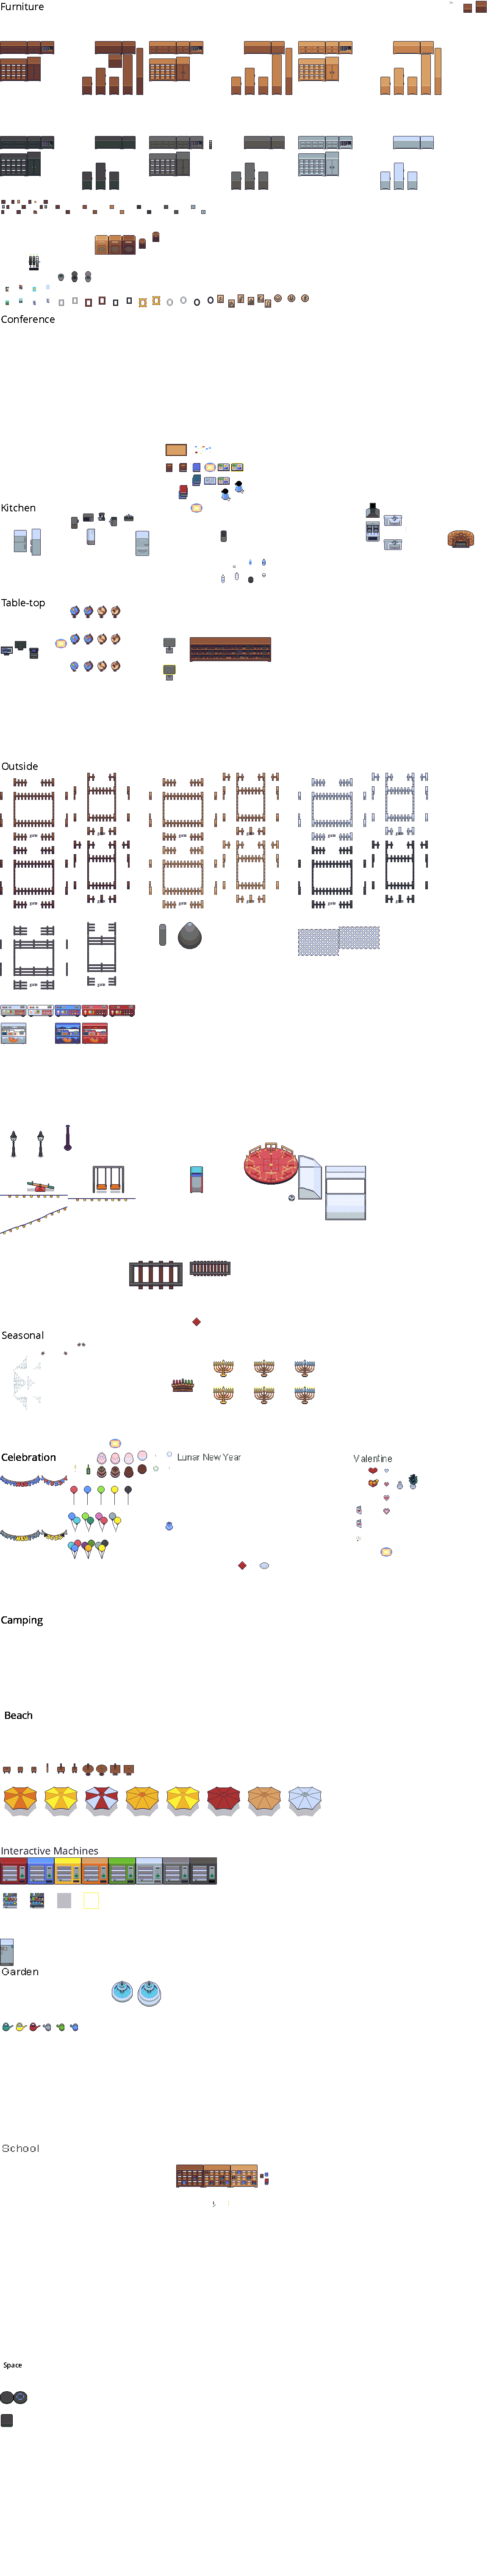 Furniture
Conference
Kitchen
Table-top
Outside
Seasonal
Celebration
Lunar New Year
Valentine
Camping
Beach
Interactive Machines
Garden
School
Space